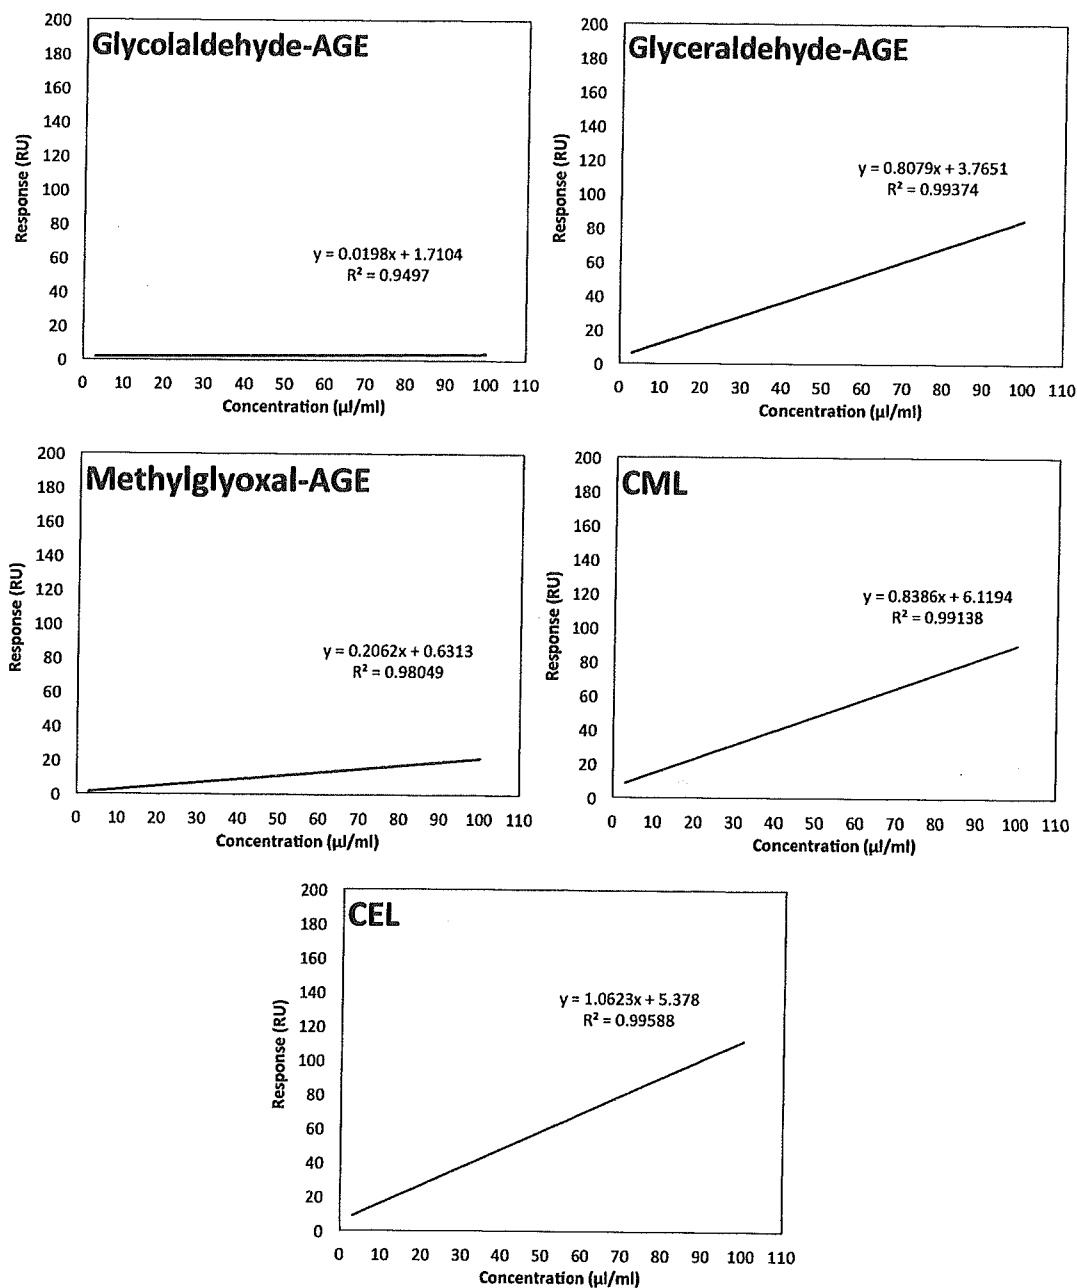 Glycolaldehyde-AGE
200
180
160
140
120
100
80
60
40
20
0
Response (RU)
y = 0.0198x + 1.7104
R² = 0.9497
0 10 20 30 40 50 60 70 80 90 100 110
Concentration (µl/ml)
Glyceraldehyde-AGE
200
180
160
140
120
100
80
60
40
20
0
Response (RU)
y = 0.8079x + 3.7651
R² = 0.99374
0 10 20 30 40 50 60 70 80 90 100 110
Concentration (µl/ml)
Methylglyoxal-AGE
200
180
160
140
120
100
80
60
40
20
0
Response (RU)
y = 0.2062x + 0.6313
R² = 0.98049
0 10 20 30 40 50 60 70 80 90 100 110
Concentration (µl/ml)
CML
200
180
160
140
120
100
80
60
40
20
0
Response (RU)
y = 0.8386x + 6.1194
R² = 0.99138
0 10 20 30 40 50 60 70 80 90 100 110
Concentration (µl/ml)
CEL
200
180
160
140
120
100
80
60
40
20
0
Response (RU)
y = 1.0623x + 5.378
R² = 0.99588
0 10 20 30 40 50 60 70 80 90 100 110
Concentration (µl/ml)